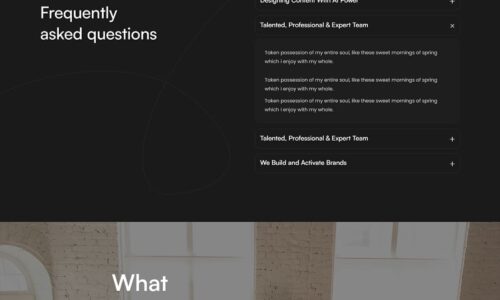 Designing Content With AI Power
+
Frequently
asked questions
Talented, Professional & Expert Team
×
Taken possession of my entire soul, like these sweet mornings of spring
which i enjoy with my whole.
Taken possession of my entire soul, like these sweet mornings of spring
which i enjoy with my whole.
Taken possession of my entire soul, like these sweet mornings of spring
which i enjoy with my whole.
Talented, Professional & Expert Team
+
We Build and Activate Brands
+
What